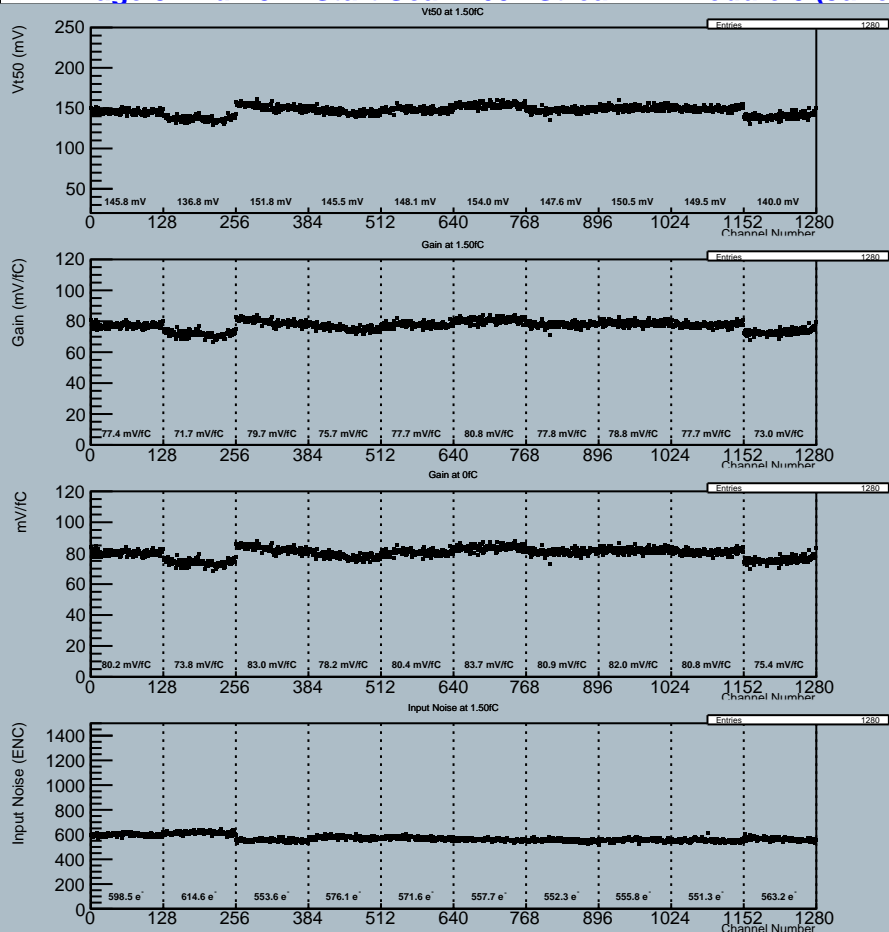 Vt50 at 1.50fC
Entries 1280
Vt50 (mV)
250
200
150
100
50
145.8 mV 136.8 mV 151.8 mV 145.5 mV 148.1 mV 154.0 mV 147.6 mV 150.5 mV 149.5 mV 140.0 mV
0 128 256 384 512 640 768 896 1024 1152 1280
Channel Number
Gain at 1.50fC
Entries 1280
Gain (mV/fC)
120
100
80
60
40
20
0
77.4 mV/fC 71.7 mV/fC 79.7 mV/fC 75.7 mV/fC 77.7 mV/fC 80.8 mV/fC 77.8 mV/fC 78.8 mV/fC 77.7 mV/fC 73.0 mV/fC
0 128 256 384 512 640 768 896 1024 1152 1280
Channel Number
Gain at 0fC
Entries 1280
mV/fC
120
100
80
60
40
20
0
80.2 mV/fC 73.8 mV/fC 83.0 mV/fC 78.2 mV/fC 80.4 mV/fC 83.7 mV/fC 80.9 mV/fC 82.0 mV/fC 80.8 mV/fC 75.4 mV/fC
0 128 256 384 512 640 768 896 1024 1152 1280
Channel Number
Input Noise at 1.50fC
Entries 1280
Input Noise (ENC)
1400
1200
1000
800
600
400
200
0
598.5 e⁻ 614.6 e⁻ 553.6 e⁻ 576.1 e⁻ 571.6 e⁻ 557.7 e⁻ 552.3 e⁻ 555.8 e⁻ 551.3 e⁻ 563.2 e⁻
0 128 256 384 512 640 768 896 1024 1152 1280
Channel Number